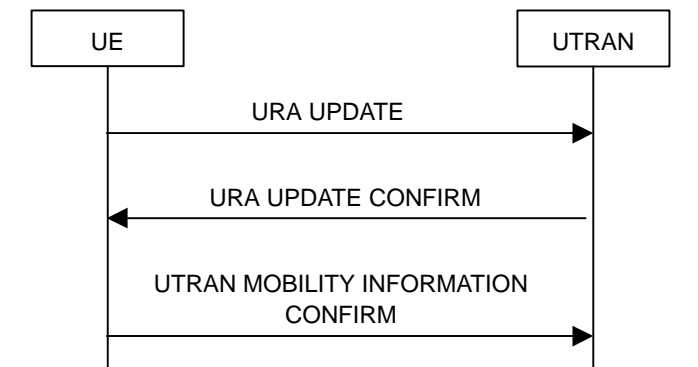 UE
UTRAN
URA UPDATE
URA UPDATE CONFIRM
UTRAN MOBILITY INFORMATION
CONFIRM